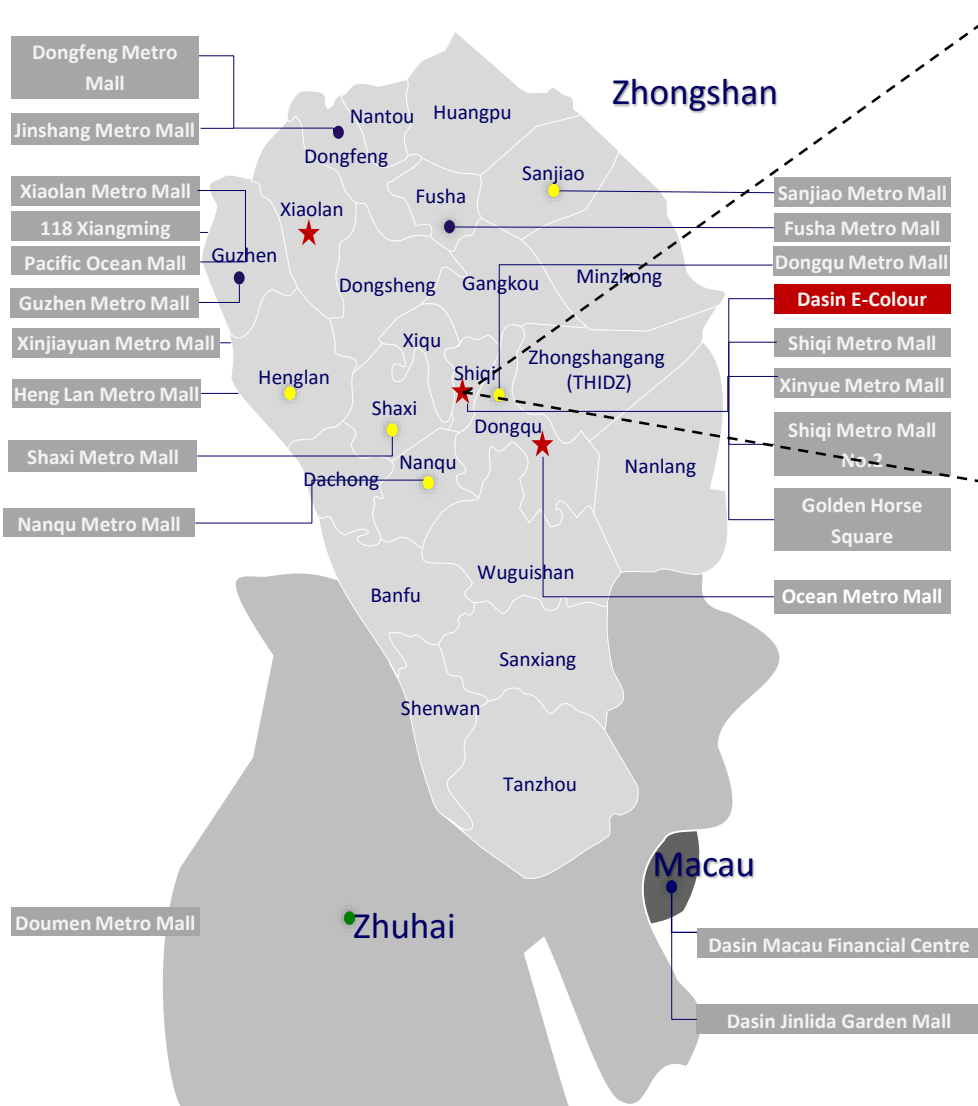 Dongfeng Metro
Mall
Jinshang Metro Mall
Xiaolan Metro Mall
118 Xiangming
Pacific Ocean Mall
Guzhen Metro Mall
Xinjiayuan Metro Mall
Heng Lan Metro Mall
Shaxi Metro Mall
Nanqu Metro Mall
Doumen Metro Mall
Zhongshan
Huangpu
Nantou
Dongfeng
Sanjiao
Fusha
Xiaolan
Guzhen
Dongsheng
Gangkou
Minzhong
Xiqu
Zhongshangang
(THIDZ)
Shiqi
Henglan
Shaxi
Dongqu
Nanqu
Nanlang
Dachong
Wuguishan
Banfu
Sanxiang
Shenwan
Tanzhou
Macau
Zhuhai
Sanjiao Metro Mall
Fusha Metro Mall
Dongqu Metro Mall
Dasin E-Colour
Shiqi Metro Mall
Xinyue Metro Mall
Shiqi Metro Mall
No.2
Golden Horse
Square
Ocean Metro Mall
Dasin Macau Financial Centre
Dasin Jinlida Garden Mall